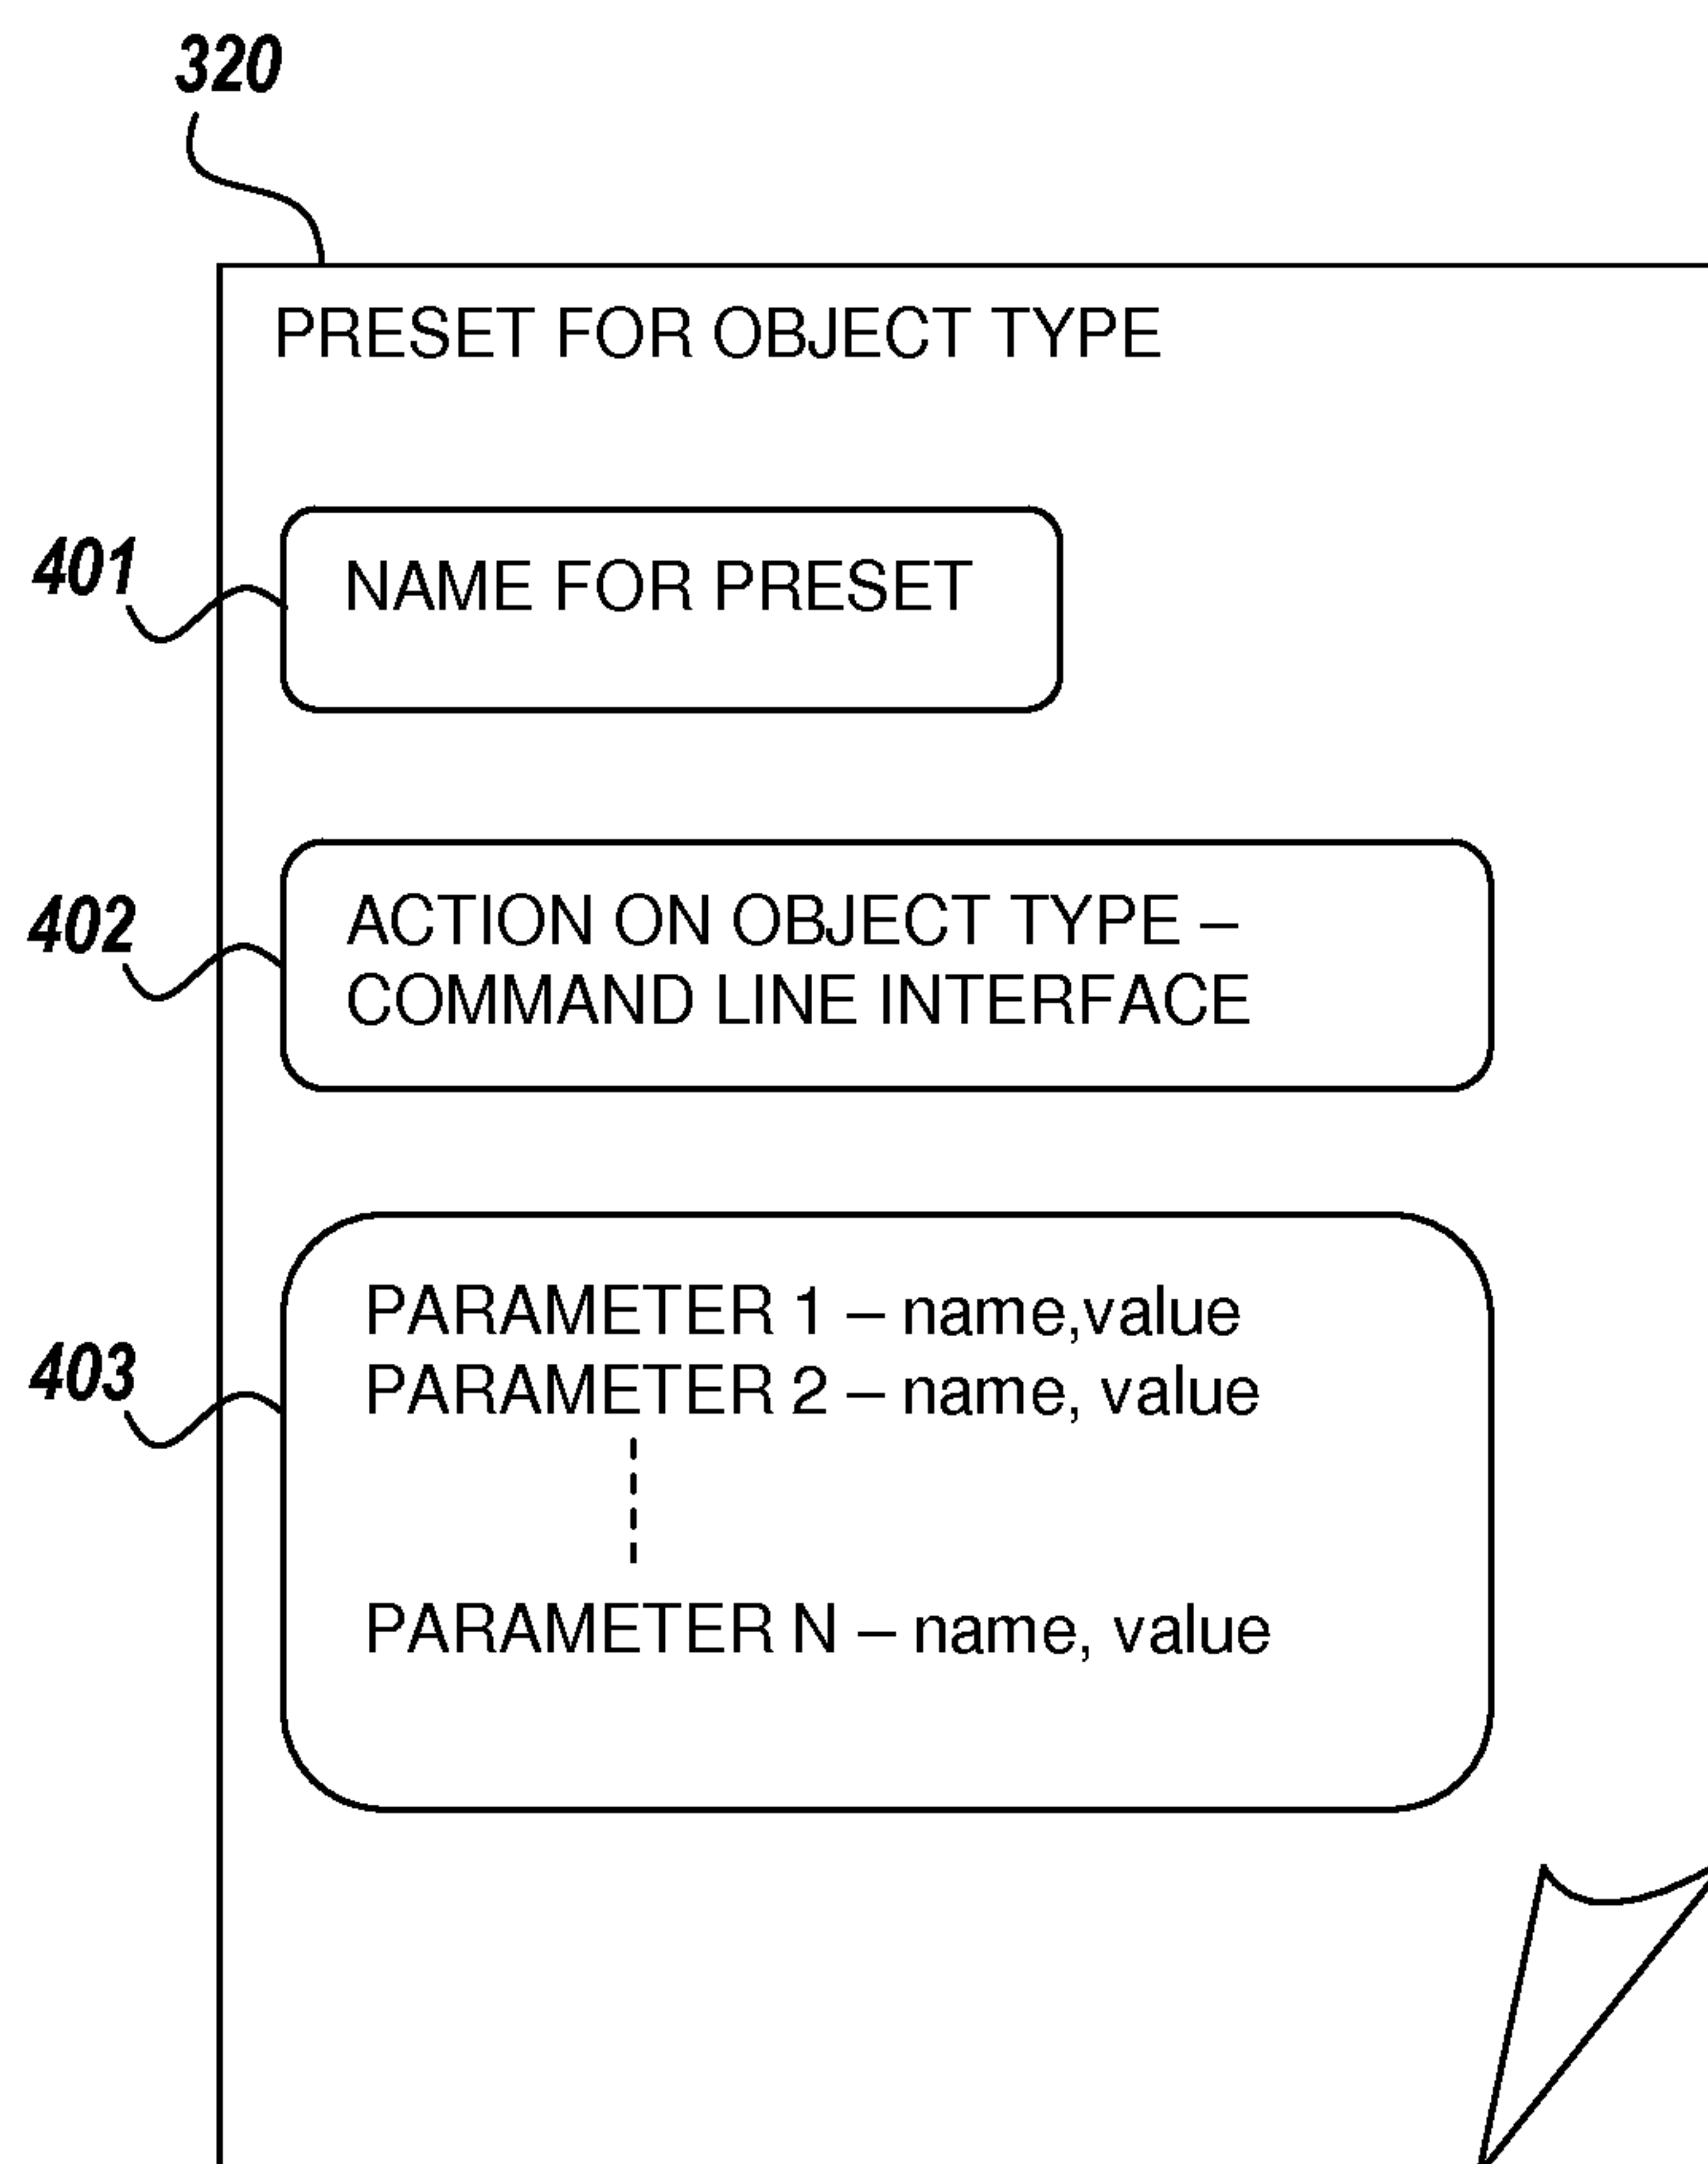 320
PRESET FOR OBJECT TYPE
401
NAME FOR PRESET
402
ACTION ON OBJECT TYPE –
COMMAND LINE INTERFACE
403
PARAMETER 1 – name,value
PARAMETER 2 – name, value
PARAMETER N – name, value